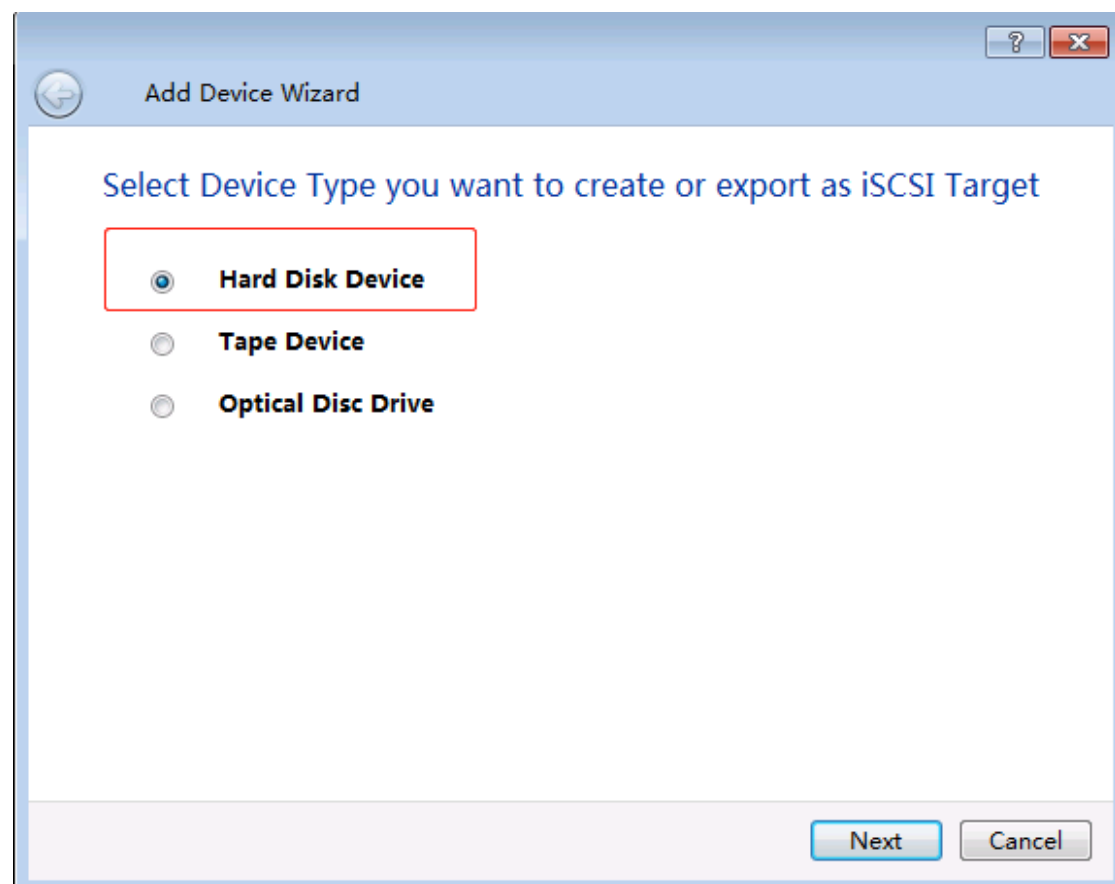 ?
Add Device Wizard
Select Device Type you want to create or export as iSCSI Target
Hard Disk Device
Tape Device
Optical Disc Drive
Next Cancel